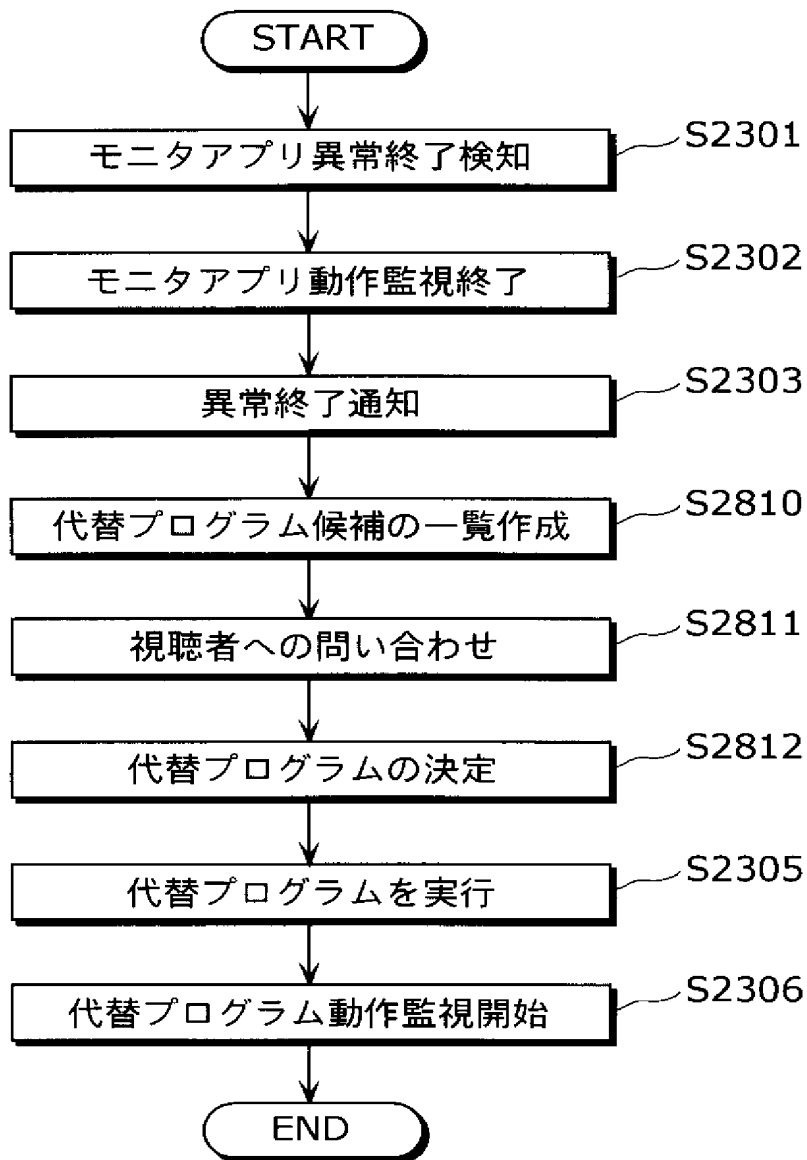 START
モニタアプリ異常終了検知
S2301
モニタアプリ動作監視終了
S2302
異常終了通知
S2303
代替プログラム候補の一覧作成
S2810
視聴者への問い合わせ
S2811
代替プログラムの決定
S2812
代替プログラムを実行
S2305
代替プログラム動作監視開始
S2306
END